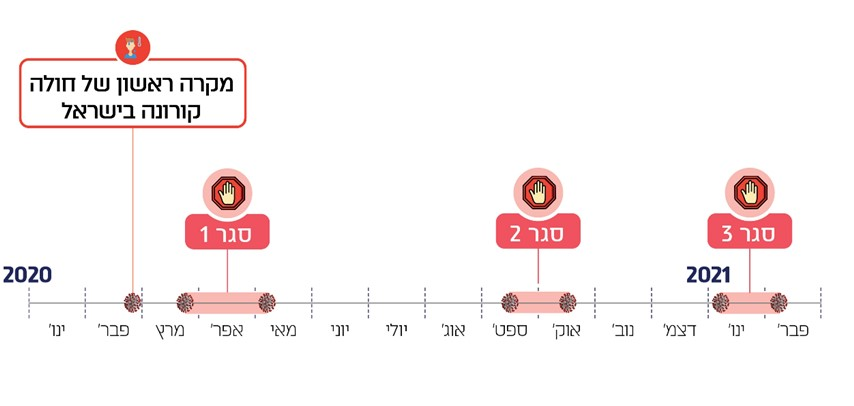 מקרה ראשון של חולה
קורונה בישראל
סגר 1
סגר 2
סגר 3
2020
2021
ינו'
פבר'
מרץ
אפר'
מאי
יוני
יולי
אוג'
ספט'
אוק'
נוב'
דצמ'
ינו'
פבר'